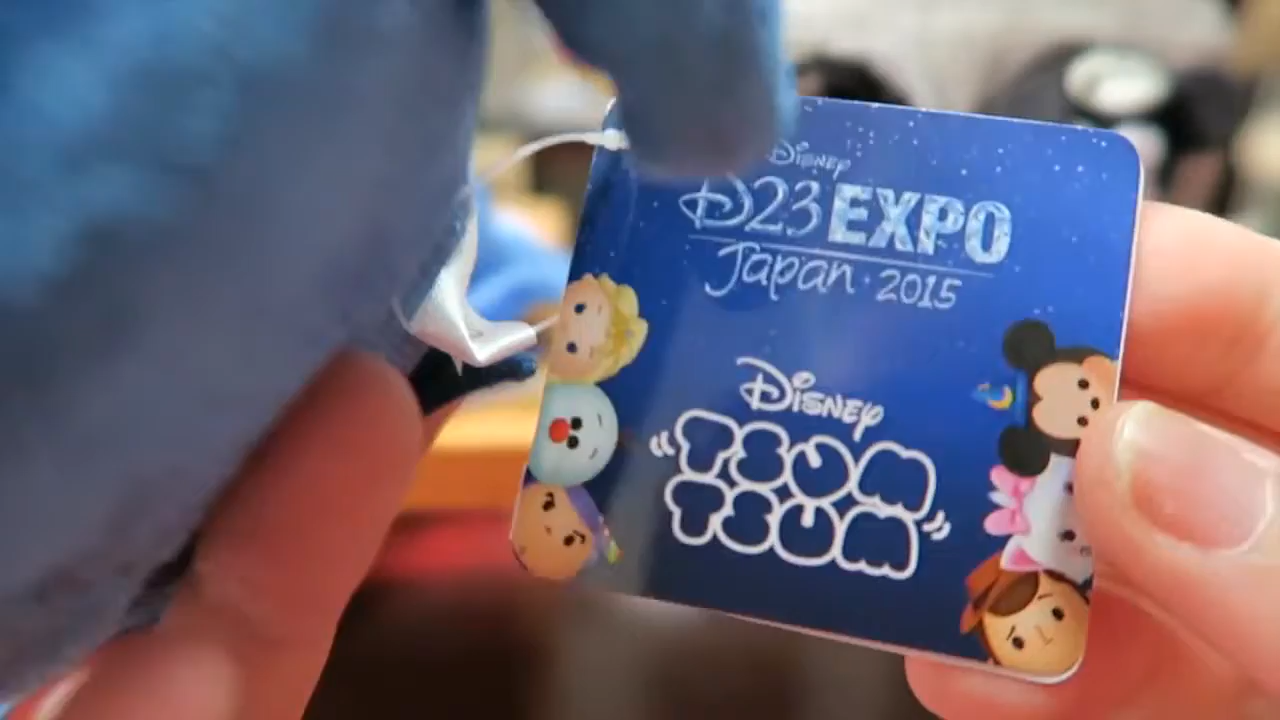 Disney
D23 EXPO
Japan · 2015
Disney
TSUM
TSUM